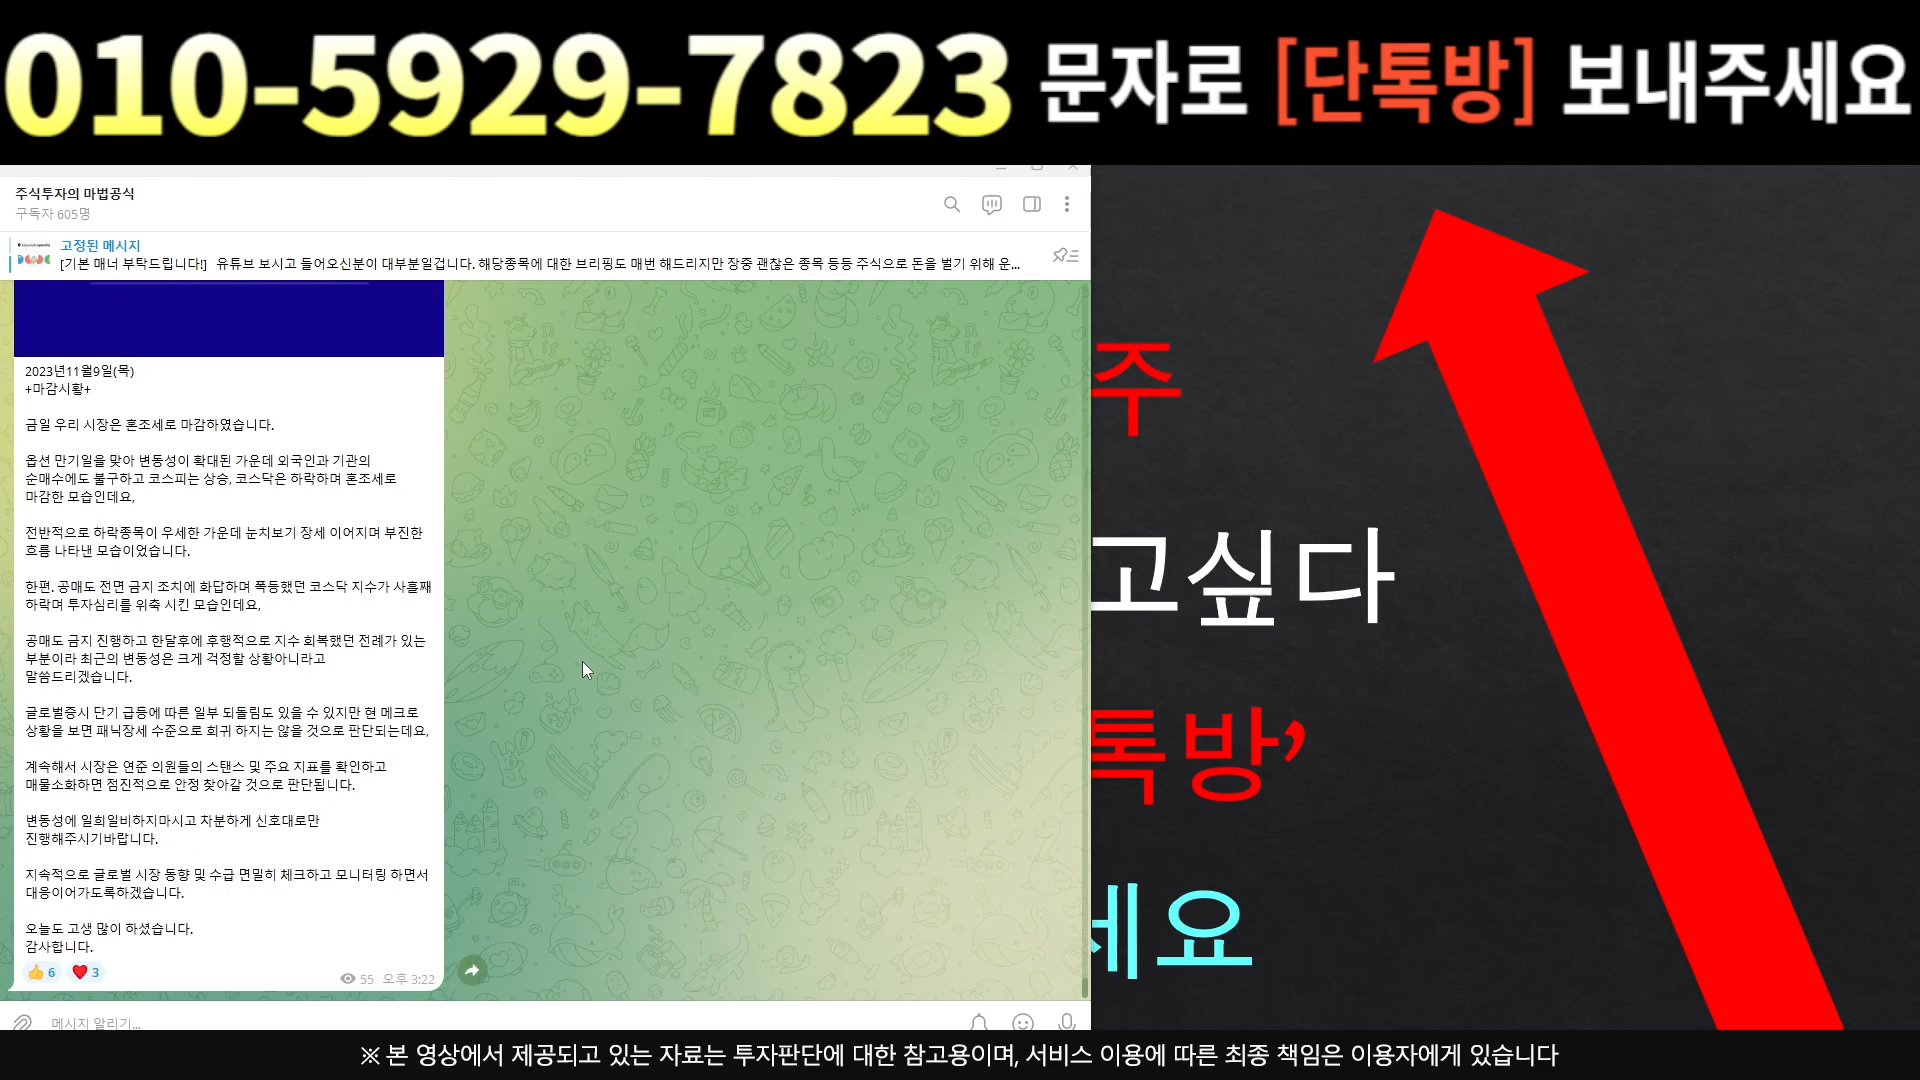 010-5929-7823 문자로 [단톡방] 보내주세요
주식투자의 마법공식
구독자 605명
고정된 메시지
[기본 매너 부탁드립니다!] 유튜브 보시고 들어오신분이 대부분일겁니다. 해당종목에 대한 브리핑도 매번 해드리지만 장중 괜찮은 종목 등등 주식으로 돈을 벌기 위해 운...
2023년11월9일(목)
+마감시황+
금일 우리 시장은 혼조세로 마감하였습니다.
옵션 만기일을 맞아 변동성이 확대된 가운데 외국인과 기관의
순매수에도 불구하고 코스피는 상승, 코스닥은 하락하며 혼조세로
마감한 모습인데요,
전반적으로 하락종목이 우세한 가운데 눈치보기 장세 이어지며 부진한
흐름 나타낸 모습이었습니다.
한편. 공매도 전면 금지 조치에 화답하며 폭등했던 코스닥 지수가 사흘째
하락며 투자심리를 위축 시킨 모습인데요,
공매도 금지 진행하고 한달후에 후행적으로 지수 회복했던 전례가 있는
부분이라 최근의 변동성은 크게 걱정할 상황아니라고
말씀드리겠습니다.
글로벌증시 단기 급등에 따른 일부 되돌림도 있을 수 있지만 현 메크로
상황을 보면 패닉장세 수준으로 회귀 하지는 않을 것으로 판단되는데요,
계속해서 시장은 연준 의원들의 스탠스 및 주요 지표를 확인하고
매물소화하면 점진적으로 안정 찾아갈 것으로 판단됩니다.
변동성에 일희일비하지마시고 차분하게 신호대로만
진행해주시기바랍니다.
지속적으로 글로벌 시장 동향 및 수급 면밀히 체크하고 모니터링 하면서
대응이어가도록하겠습니다.
오늘도 고생 많이 하셨습니다.
감사합니다.
6 3 55 오후 3:22
메시지 알리기...
주
고싶다
톡방’
세요
※ 본 영상에서 제공되고 있는 자료는 투자판단에 대한 참고용이며, 서비스 이용에 따른 최종 책임은 이용자에게 있습니다